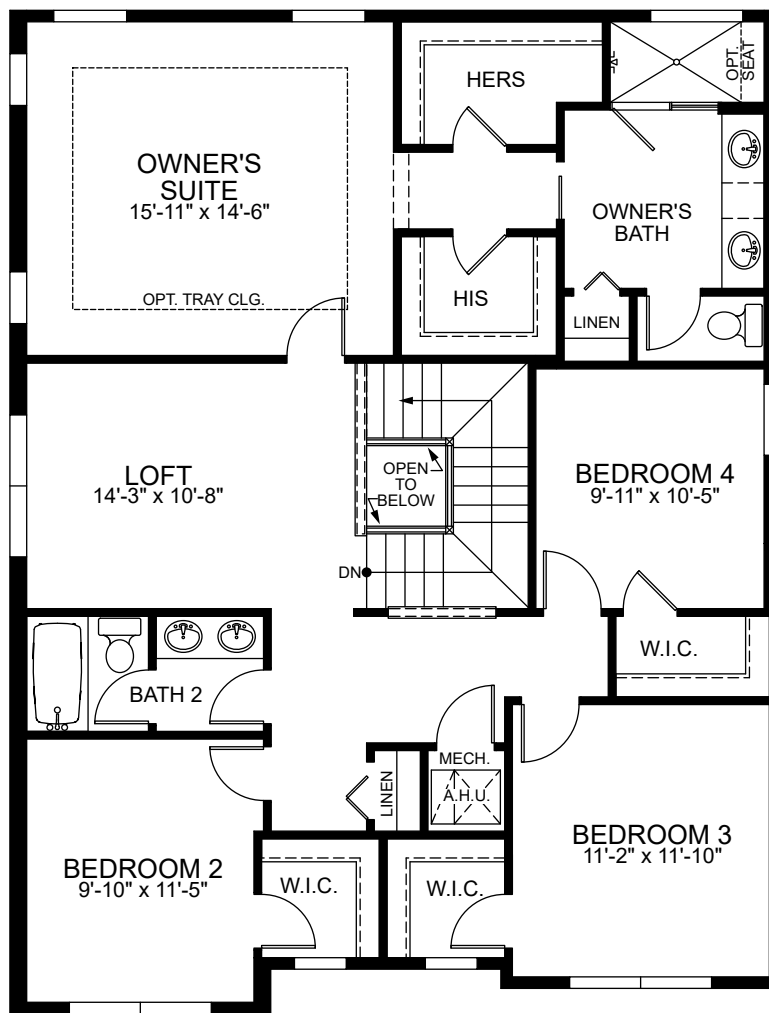 HERS
OPT.
SEAT
OWNER'S
SUITE
15'-11" x 14'-6"
OWNER'S
BATH
OPT. TRAY CLG.
HIS
LINEN
LOFT
14'-3" x 10'-8"
OPEN
TO
BELOW
BEDROOM 4
9'-11" x 10'-5"
DN
W.I.C.
BATH 2
MECH.
A.H.U.
LINEN
BEDROOM 3
11'-2" x 11'-10"
BEDROOM 2
9'-10" x 11'-5"
W.I.C.
W.I.C.